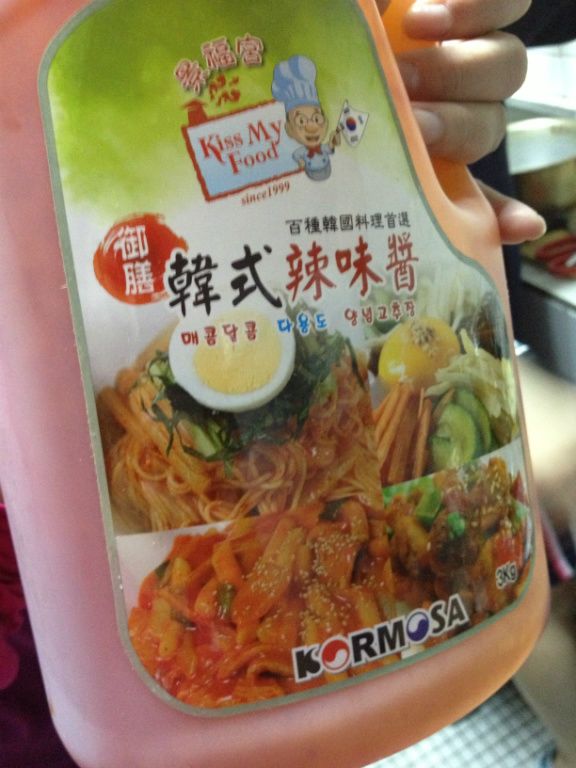 幸福宮
Kiss My
Food
since1999
百種韓國料理首選
御膳
韓式辣味醬
매콤달콤 다용도 양념고추장
3Kg
KORMOSA